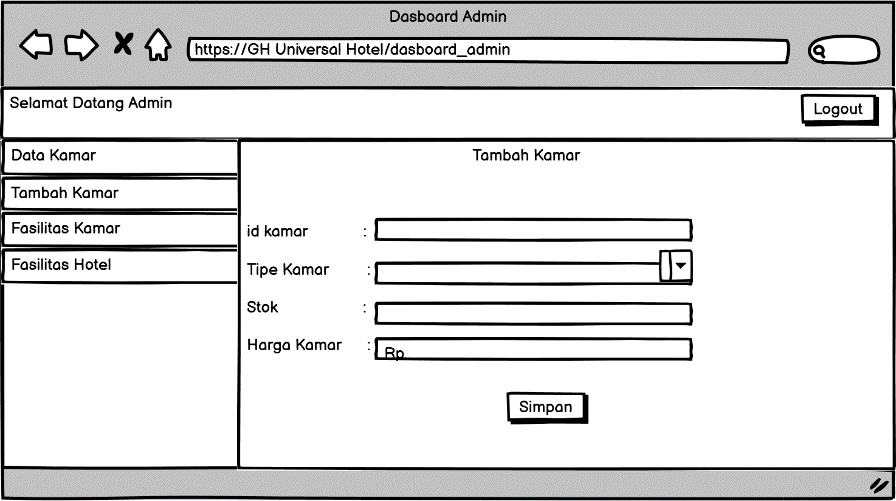 Dasboard Admin
https://GH Universal Hotel/dasboard_admin
Selamat Datang Admin
Logout
Data Kamar
Tambah Kamar
Fasilitas Kamar
Fasilitas Hotel
Tambah Kamar
id kamar :
Tipe Kamar :
Stok :
Harga Kamar : Rp
Simpan